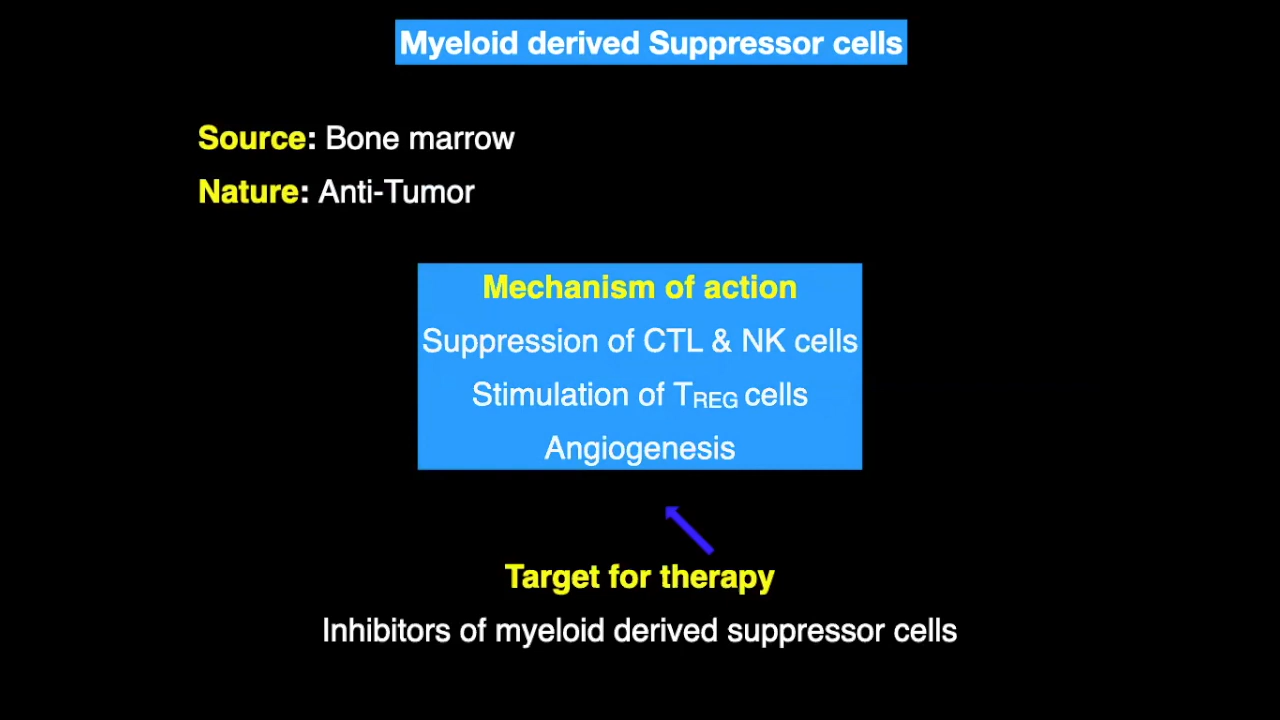 Myeloid derived Suppressor cells
Source: Bone marrow
Nature: Anti-Tumor
Mechanism of action
Suppression of CTL & NK cells
Stimulation of TREG cells
Angiogenesis
Target for therapy
Inhibitors of myeloid derived suppressor cells